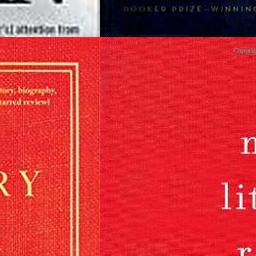 r's) attention from
BOOKER PRIZE–WINNING
tory, biography,
tarred review)
RY
m
lit
r